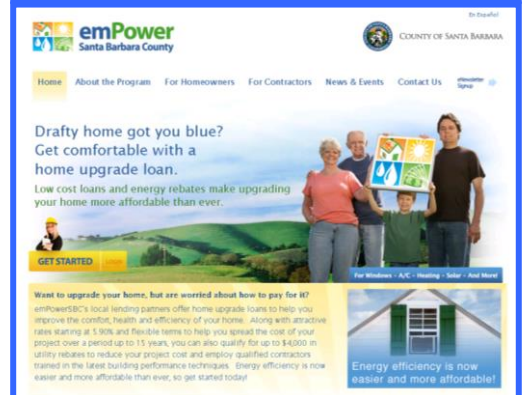 En Español
emPower
Santa Barbara County
COUNTY OF SANTA BARBARA
Home About the Program For Homeowners For Contractors News & Events Contact Us eNewsletter Signup
Drafty home got you blue?
Get comfortable with a
home upgrade loan.
Low cost loans and energy rebates make upgrading
your home more affordable than ever.
GET STARTED
For Windows - A/C - Heating - Solar - And More!
Want to upgrade your home, but are worried about how to pay for it?
emPowerSBC's local lending partners offer home upgrade loans to help you
improve the comfort, health and efficiency of your home. Along with attractive
rates starting at 5.90% and flexible terms to help you spread the cost of your
project over a period up to 15 years, you can also qualify for up to $4,000 in
utility rebates to reduce your project cost and employ qualified contractors
trained in the latest building performance techniques. Energy efficiency is now
easier and more affordable than ever, so get started today!
Energy efficiency is now
easier and more affordable!